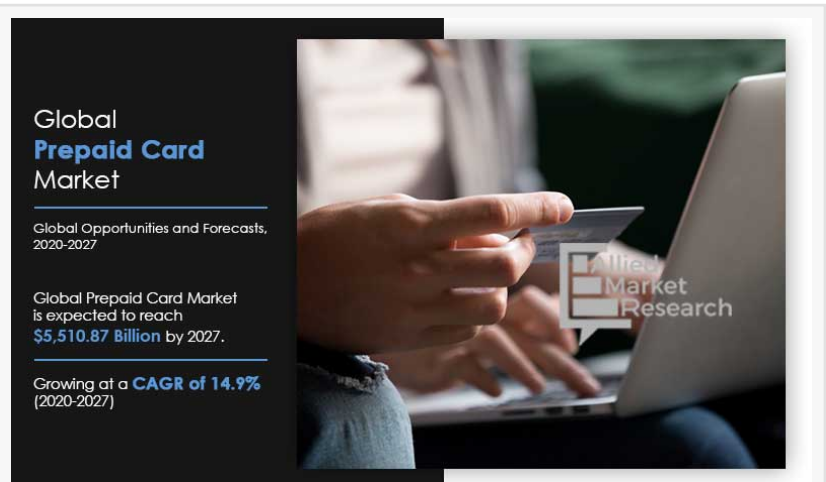 Global
Prepaid Card
Market
Global Opportunities and Forecasts,
2020-2027
Global Prepaid Card Market
is expected to reach
$5,510.87 Billion by 2027.
Growing at a CAGR of 14.9%
(2020-2027)
Allied
Market
Research